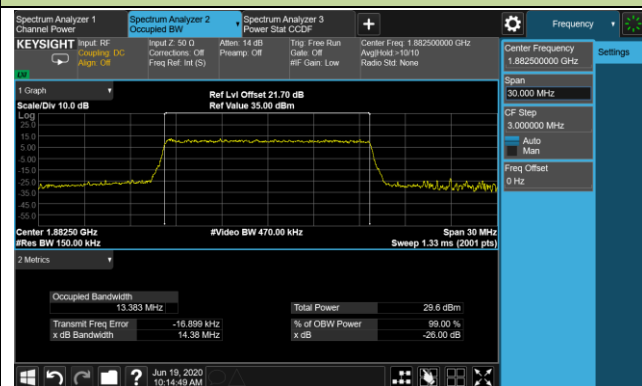 Spectrum Analyzer 1
Channel Power
Spectrum Analyzer 2
Occupied BW
Spectrum Analyzer 3
Power Stat CCDF
Frequency
KEYSIGHT
Input: RF
Coupling: DC
Align: Off
Input Z: 50 Ω
Corrections: Off
Freq Ref: Int (S)
Atten: 14 dB
Preamp: Off
Trig: Free Run
Gate: Off
#IF Gain: Low
Center Freq: 1.882500000 GHz
Avg|Hold:>10/10
Radio Std: None
LXI
Center Frequency
1.882500000 GHz
Settings
Span
30.000 MHz
CF Step
3.000000 MHz
Auto
Man
Freq Offset
0 Hz
1 Graph
Scale/Div 10.0 dB
Ref Lvl Offset 21.70 dB
Ref Value 35.00 dBm
Log
25.0
15.0
5.00
-5.00
-15.0
-25.0
-35.0
-45.0
-55.0
Center 1.88250 GHz
#Res BW 150.00 kHz
#Video BW 470.00 kHz
Span 30 MHz
Sweep 1.33 ms (2001 pts)
2 Metrics
Occupied Bandwidth
13.383 MHz
Total Power 29.6 dBm
Transmit Freq Error -16.899 kHz
% of OBW Power 99.00 %
x dB Bandwidth 14.38 MHz
x dB -26.00 dB
?
Jun 19, 2020
10:14:49 AM